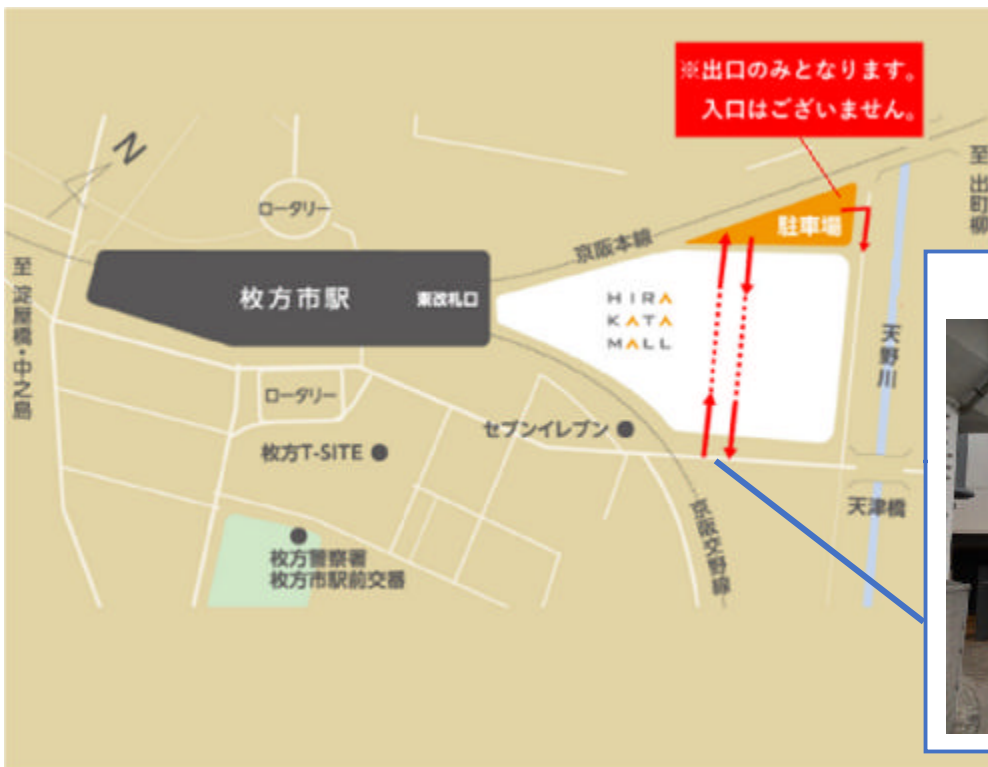 ※出口のみとなります。
入口はございません。
N
ロータリー
京阪本線
駐車場
至 出町柳
至 淀屋橋・中之島
枚方市駅
東改札口
HIRA
KATA
MALL
天野川
ロータリー
セブンイレブン
枚方T-SITE
天津橋
京阪交野線
枚方警察署
枚方市駅前交番